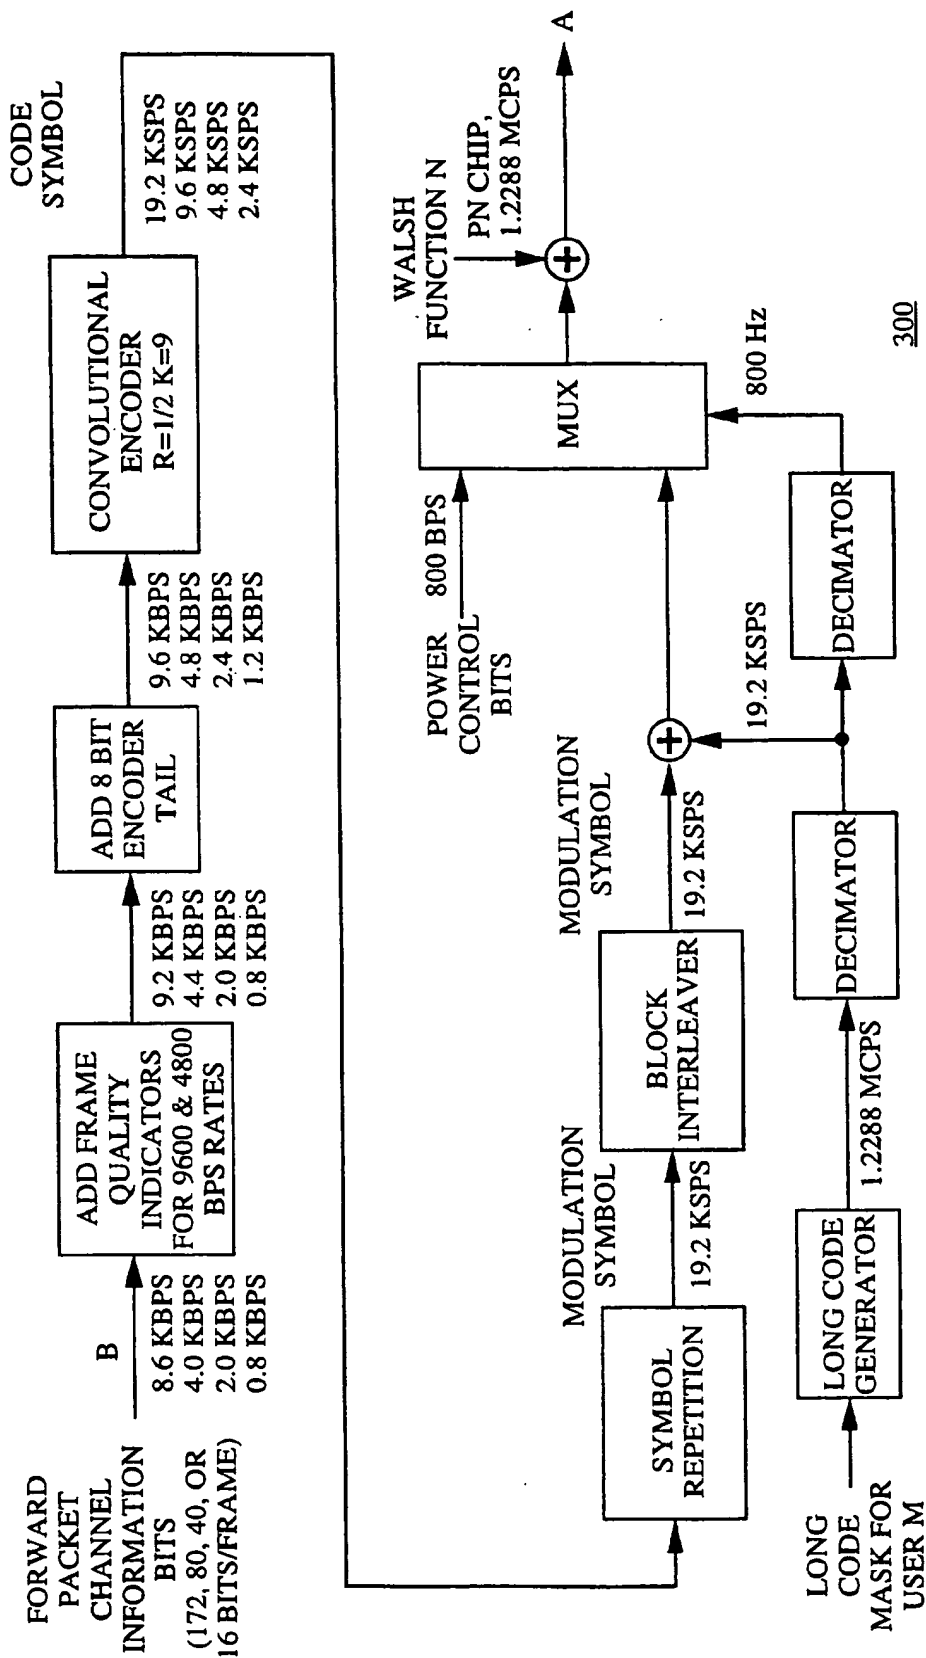 FORWARD
PACKET
CHANNEL
INFORMATION
BITS
(172, 80, 40, OR
16 BITS/FRAME)
B
8.6 KBPS
4.0 KBPS
2.0 KBPS
0.8 KBPS
ADD FRAME
QUALITY
INDICATORS
FOR 9600 & 4800
BPS RATES
9.2 KBPS
4.4 KBPS
2.0 KBPS
0.8 KBPS
ADD 8 BIT
ENCODER
TAIL
9.6 KBPS
4.8 KBPS
2.4 KBPS
1.2 KBPS
CONVOLUTIONAL
ENCODER
R=1/2 K=9
CODE
SYMBOL
19.2 KSPS
9.6 KSPS
4.8 KSPS
2.4 KSPS
SYMBOL
REPETITION
MODULATION
SYMBOL
19.2 KSPS
BLOCK
INTERLEAVER
MODULATION
SYMBOL
19.2 KSPS
POWER
CONTROL
BITS
800 BPS
MUX
WALSH
FUNCTION N
PN CHIP,
1.2288 MCPS
A
LONG
CODE
MASK FOR
USER M
LONG CODE
GENERATOR
1.2288 MCPS
DECIMATOR
19.2 KSPS
DECIMATOR
800 Hz
300